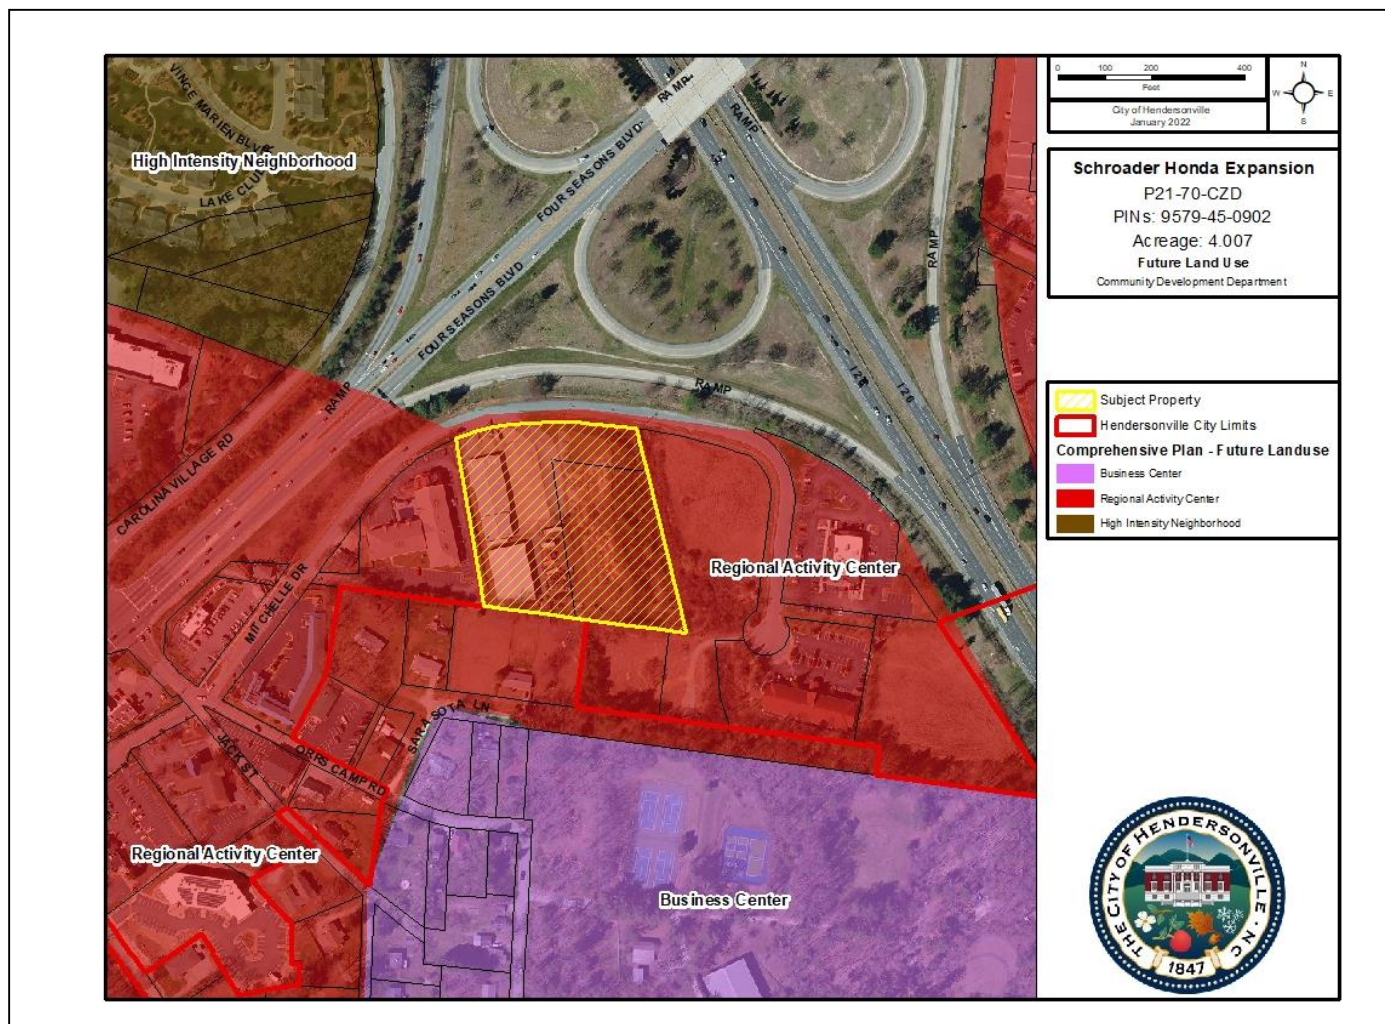 VINCE MARIEN BLVD
High Intensity Neighborhood
LAKE CLUB
RAMP
RAMP
FOUR SEASONS BLVD
FOUR SEASONS BLVD
RAMP
RAMP
I 26
I 26
RAMP
CAROLINA VILLAGE RD
MITCHELLE DR
Regional Activity Center
SARASOTA LN
JACK ST
ORRS CAMP RD
Regional Activity Center
Business Center
0 100 200 400
Feet
City of Hendersonville
January 2022
N
W E
S
Schroader Honda Expansion
P21-70-CZD
PINs: 9579-45-0902
Acreage: 4.007
Future Land Use
Community Development Department
Subject Property
Hendersonville City Limits
Comprehensive Plan - Future Landuse
Business Center
Regional Activity Center
High Intensity Neighborhood
THE CITY OF HENDERSONVILLE · NC
1847